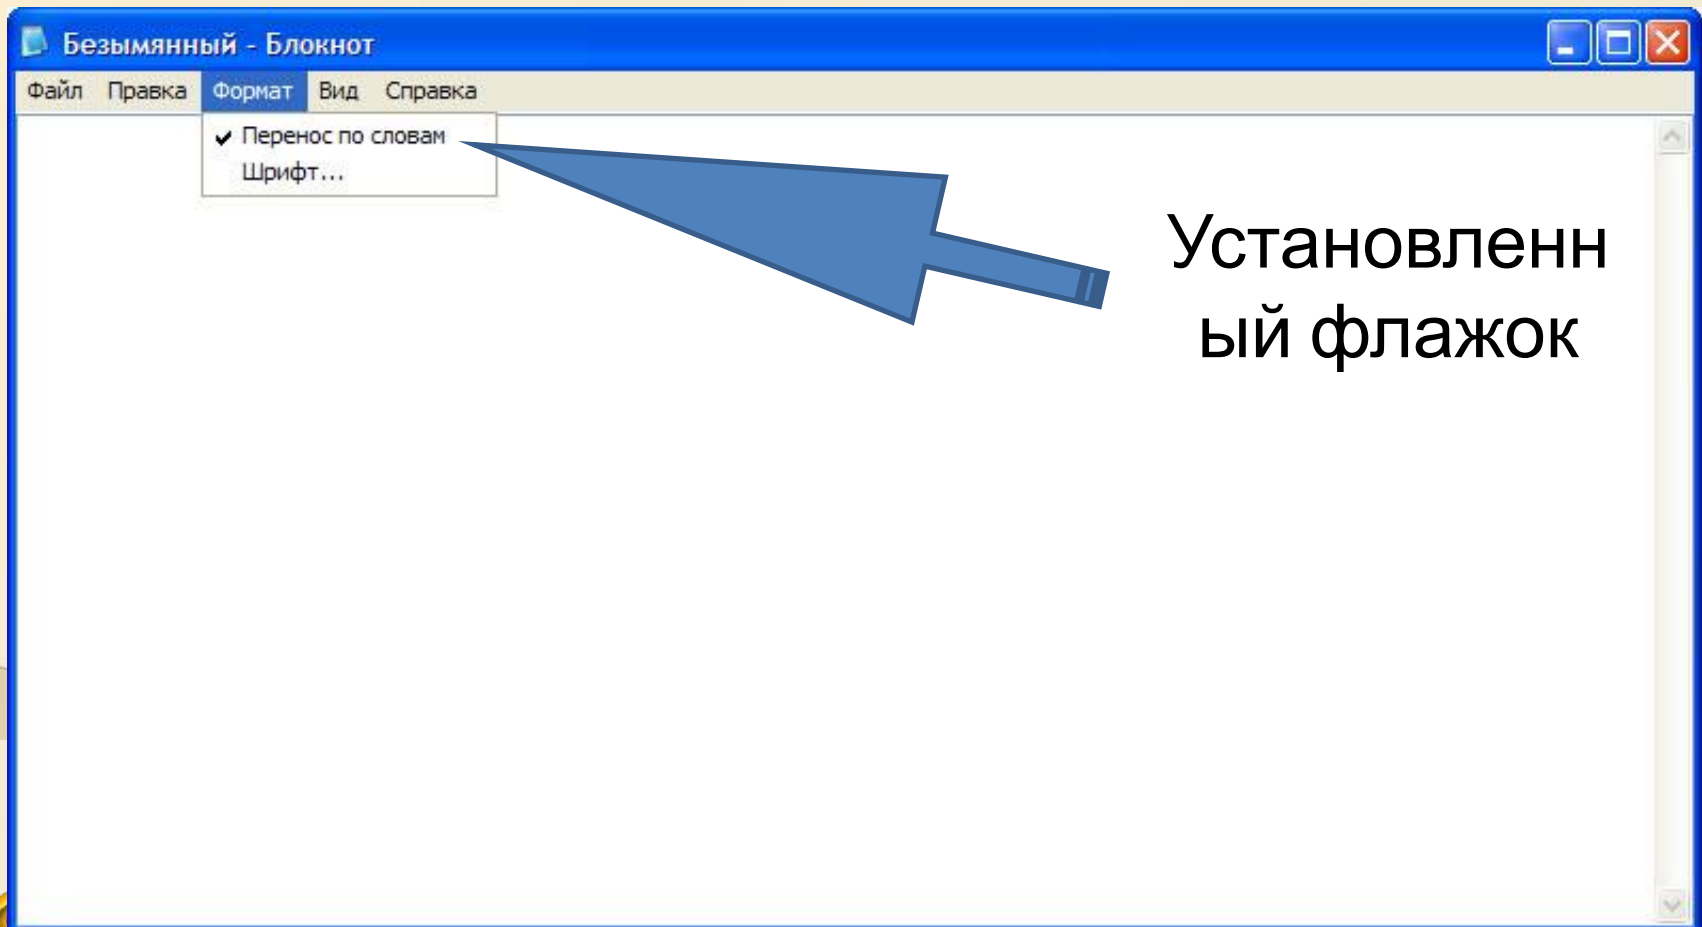 Безымянный - Блокнот
Файл Правка Формат Вид Справка
Перенос по словам
Шрифт...
Установленн
ый флажок